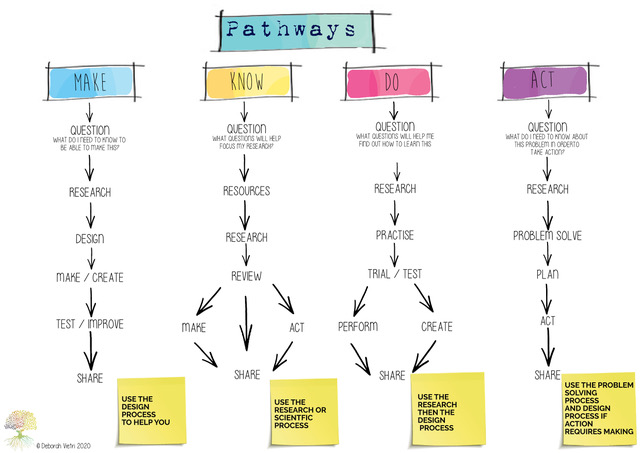 Pathways
MAKE
QUESTION
WHAT DO I NEED TO KNOW TO
BE ABLE TO MAKE THIS?
RESEARCH
DESIGN
MAKE / CREATE
TEST / IMPROVE
SHARE
USE THE
DESIGN
PROCESS
TO HELP YOU
KNOW
QUESTION
WHAT QUESTIONS WILL HELP
FOCUS MY RESEARCH?
RESOURCES
RESEARCH
REVIEW
MAKE
ACT
SHARE
USE THE
RESEARCH OR
SCIENTFIC
PROCESS
DO
QUESTION
WHAT QUESTIONS WILL HELP ME
FIND OUT HOW TO LEARN THIS
RESEARCH
PRACTISE
TRIAL / TEST
PERFORM
CREATE
SHARE
USE THE
RESEARCH
THEN THE
DESIGN
PROCESS
ACT
QUESTION
WHAT DO I NEED TO KNOW ABOUT
THIS PROBLEM IN ORDERTO
TAKE ACTION?
RESEARCH
PROBLEM SOLVE
PLAN
ACT
SHARE
USE THE PROBLEM
SOLVING
PROCESS
AND DESIGN
PROCESS IF
ACTION
REQUIRES MAKING
© Deborah Vietri 2020